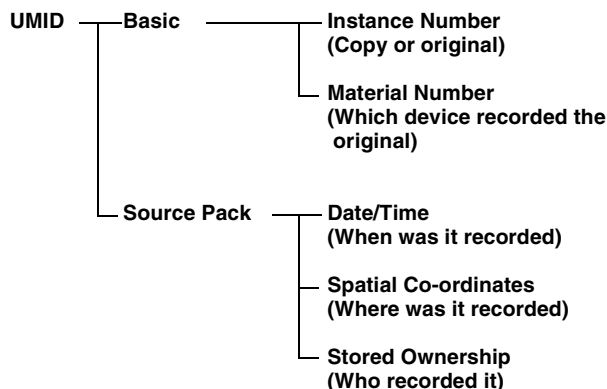 UMID
Basic
Instance Number
(Copy or original)
Material Number
(Which device recorded the
original)
Source Pack
Date/Time
(When was it recorded)
Spatial Co-ordinates
(Where was it recorded)
Stored Ownership
(Who recorded it)